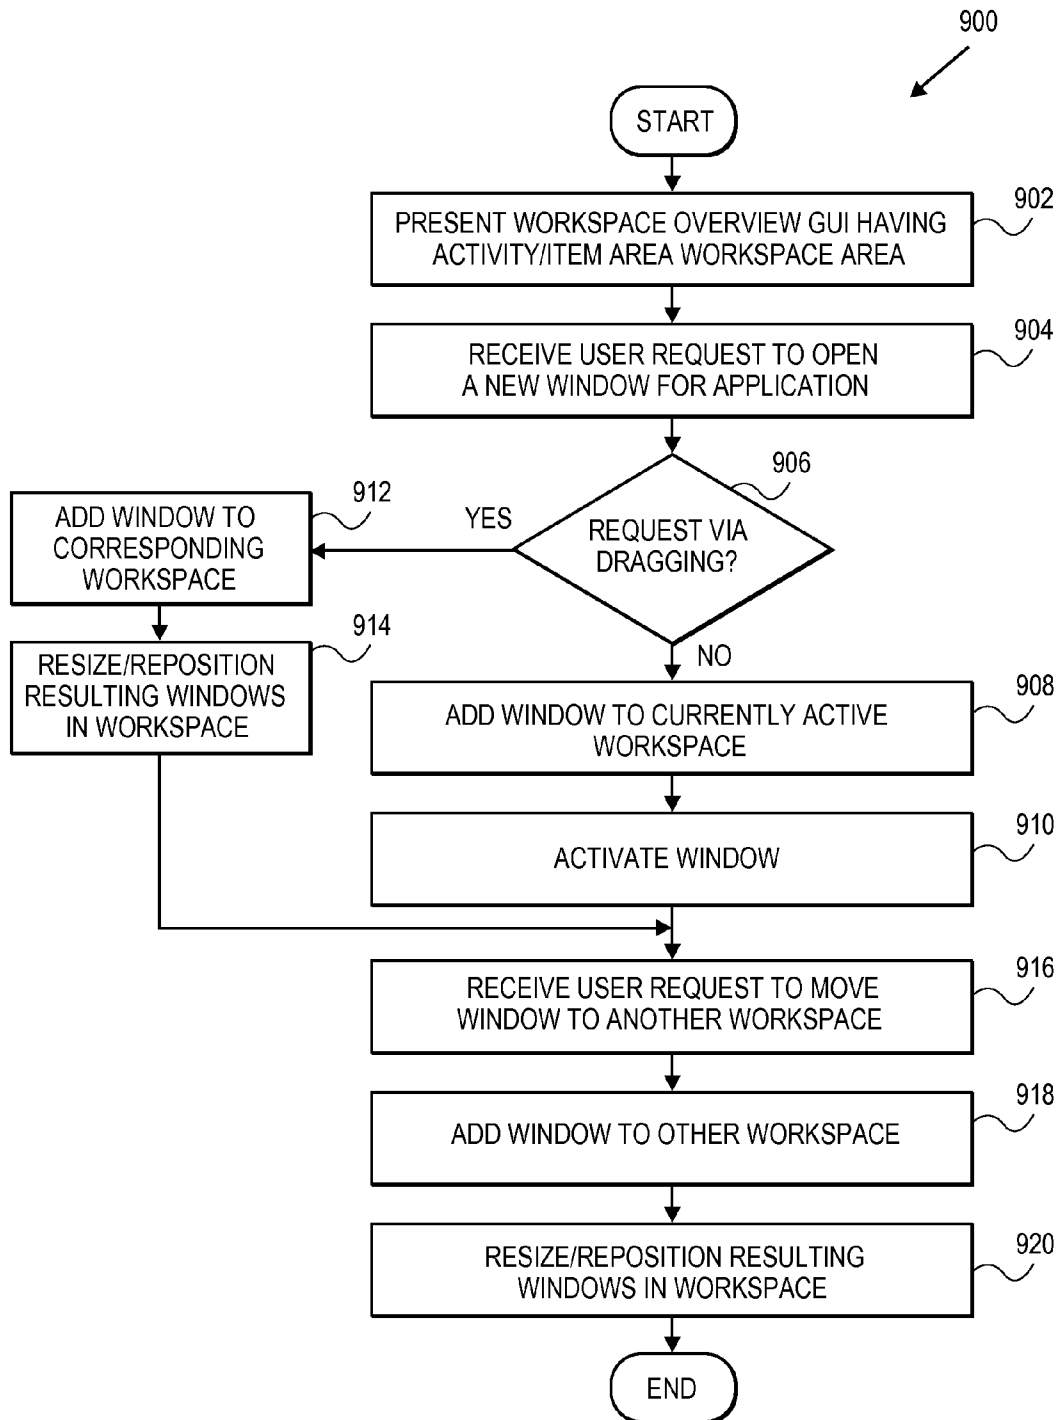 900
START
902
PRESENT WORKSPACE OVERVIEW GUI HAVING
ACTIVITY/ITEM AREA WORKSPACE AREA
904
RECEIVE USER REQUEST TO OPEN
A NEW WINDOW FOR APPLICATION
906
REQUEST VIA
DRAGGING?
YES
912
ADD WINDOW TO
CORRESPONDING
WORKSPACE
914
RESIZE/REPOSITION
RESULTING WINDOWS
IN WORKSPACE
NO
908
ADD WINDOW TO CURRENTLY ACTIVE
WORKSPACE
910
ACTIVATE WINDOW
916
RECEIVE USER REQUEST TO MOVE
WINDOW TO ANOTHER WORKSPACE
918
ADD WINDOW TO OTHER WORKSPACE
920
RESIZE/REPOSITION RESULTING
WINDOWS IN WORKSPACE
END